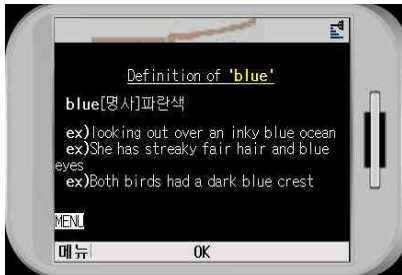 Definition of 'blue'
blue[명사]파란색
ex)looking out over an inky blue ocean
ex)She has streaky fair hair and blue
eyes
ex)Both birds had a dark blue crest
MENU
메뉴 OK